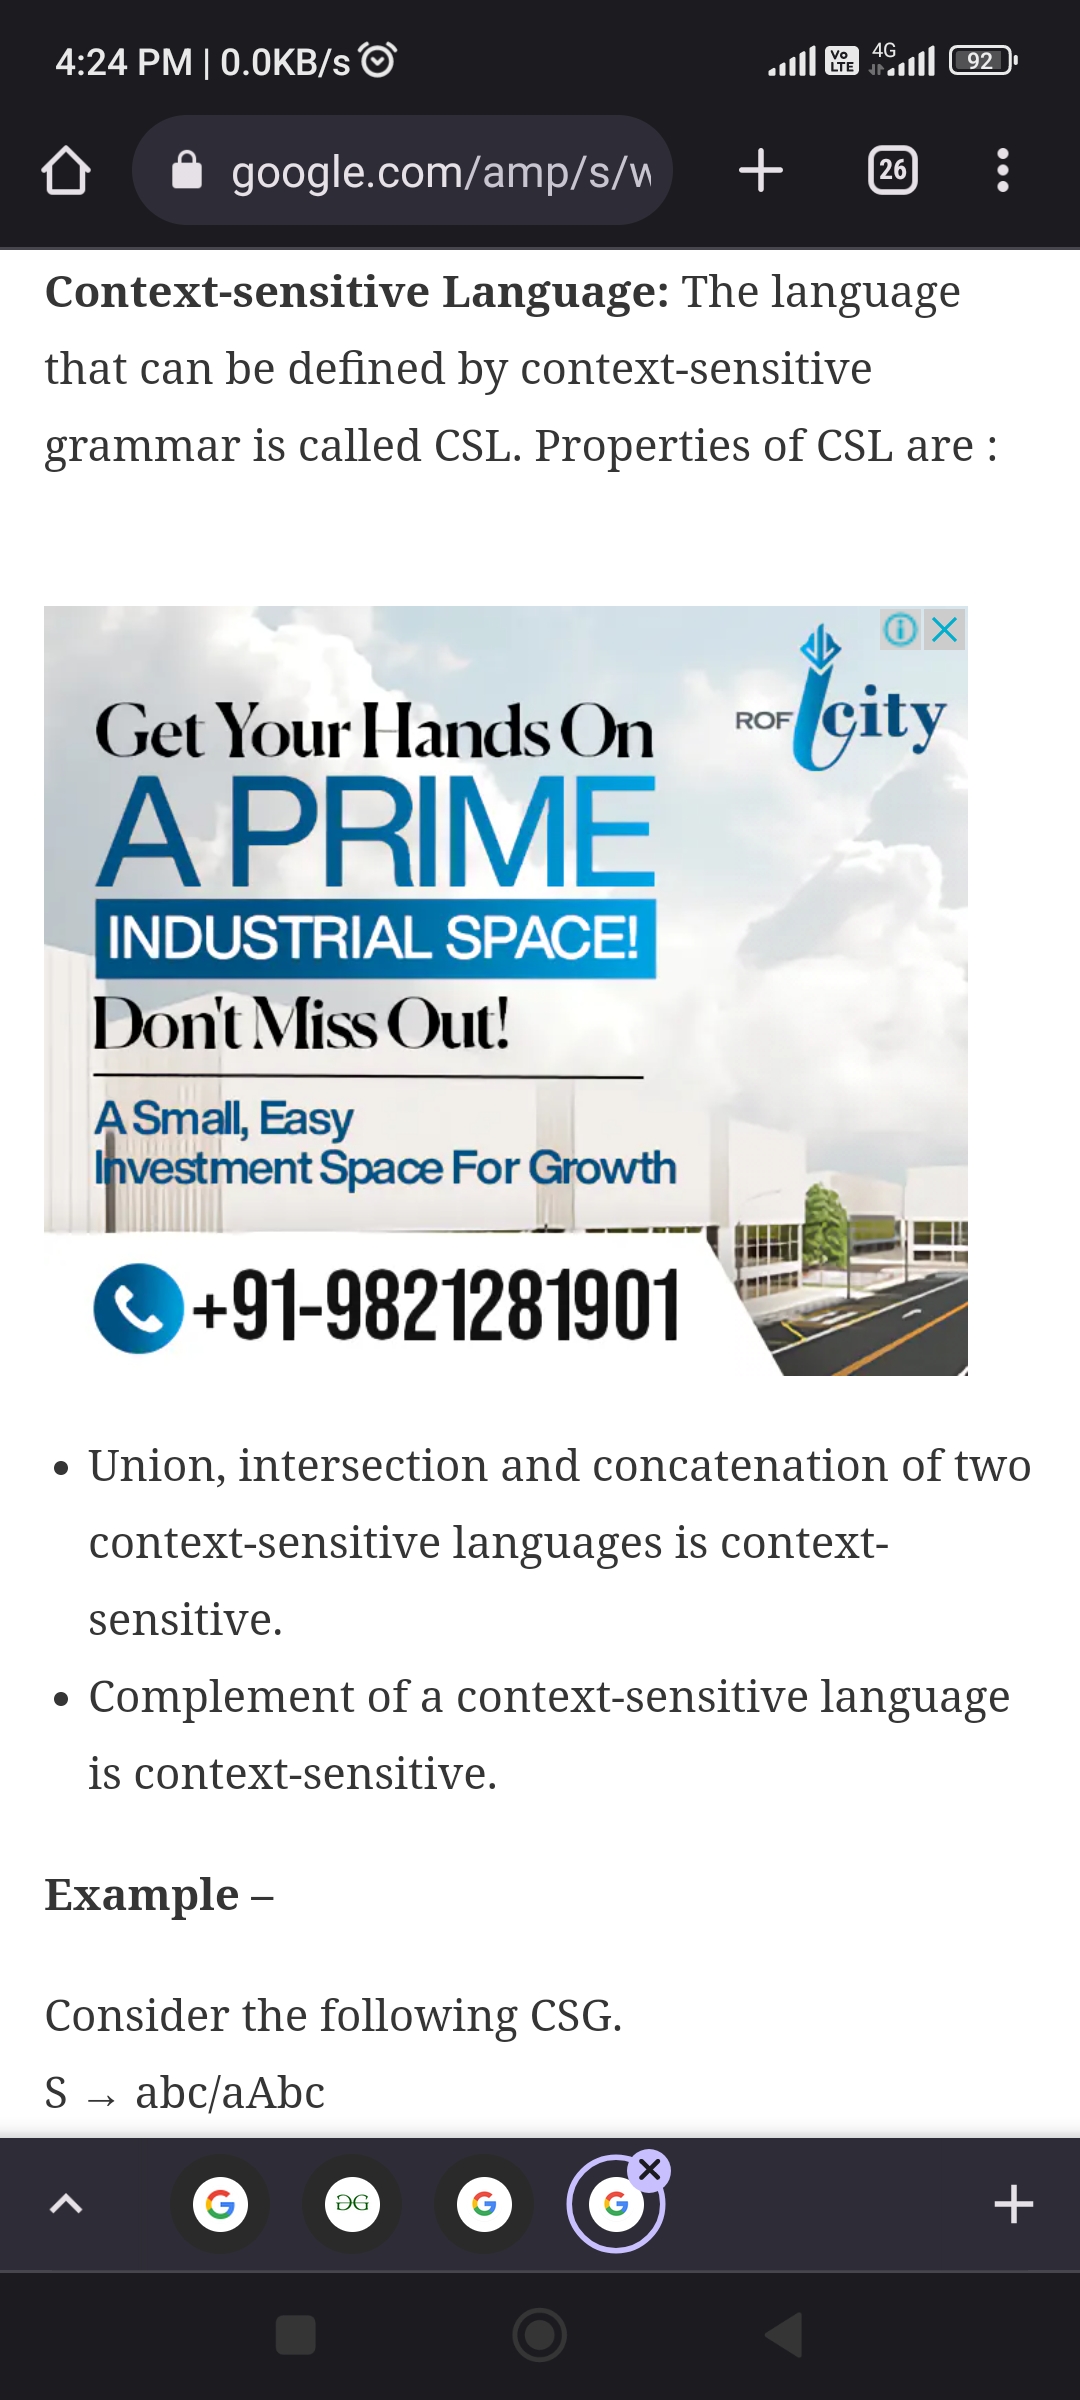 4:24 PM | 0.0KB/s
Vo LTE 4G 92
google.com/amp/s/w
26
Context-sensitive Language: The language
that can be defined by context-sensitive
grammar is called CSL. Properties of CSL are :
ROF icity
Get Your Hands On
A PRIME
INDUSTRIAL SPACE!
Don't Miss Out!
A Small, Easy
Investment Space For Growth
+91-9821281901
• Union, intersection and concatenation of two
context-sensitive languages is context-
sensitive.
• Complement of a context-sensitive language
is context-sensitive.
Example –
Consider the following CSG.
S → abc/aAbc